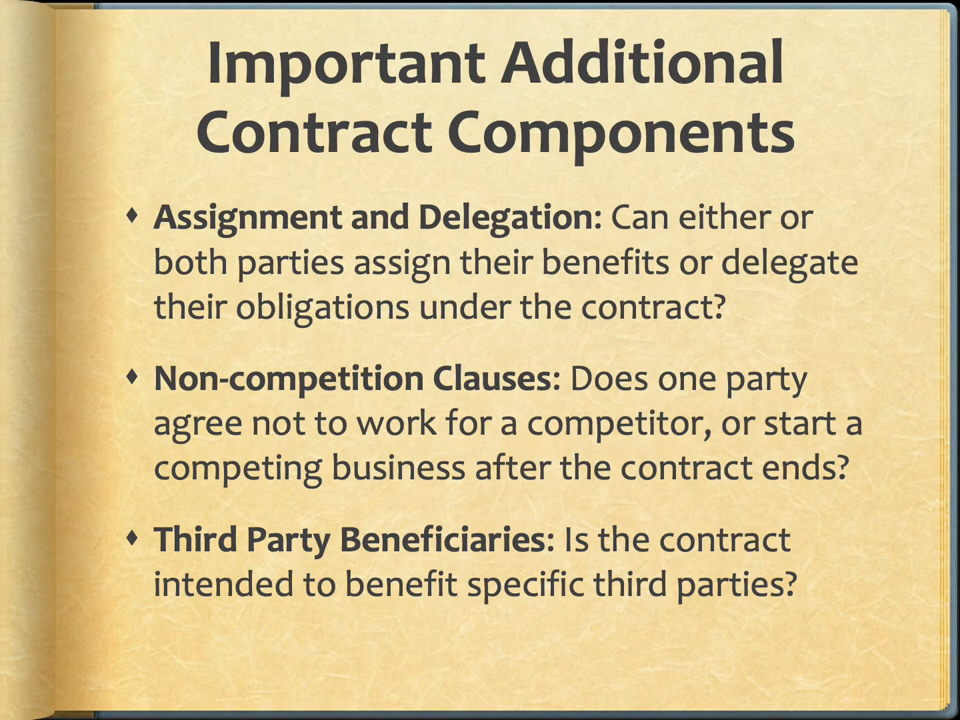 Important Additional
Contract Components
Assignment and Delegation: Can either or
both parties assign their benefits or delegate
their obligations under the contract?
Non-competition Clauses: Does one party
agree not to work for a competitor, or start a
competing business after the contract ends?
Third Party Beneficiaries: Is the contract
intended to benefit specific third parties?